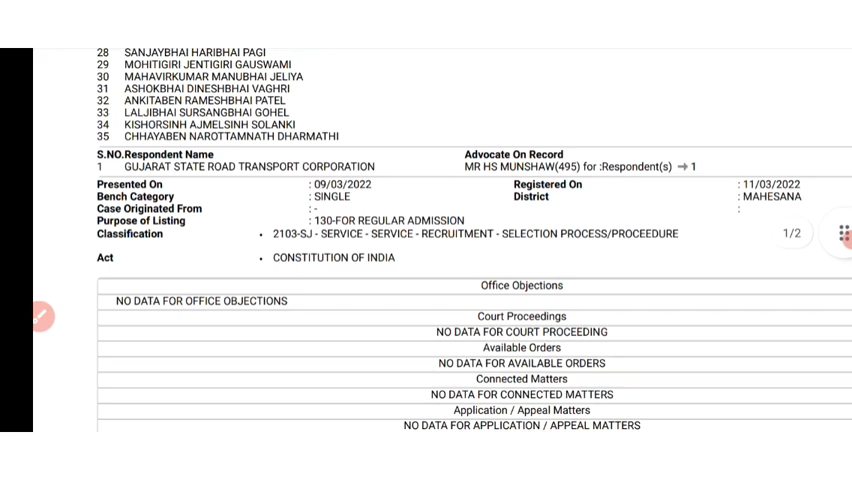 28 SANJAYBHAI HARIBHAI PAGI
29 MOHITIGIRI JENTIGIRI GAUSWAMI
30 MAHAVIRKUMAR MANUBHAI JELIYA
31 ASHOKBHAI DINESHBHAI VAGHRI
32 ANKITABEN RAMESHBHAI PATEL
33 LALJIBHAI SURSANGBHAI GOHEL
34 KISHORSINH AJMELSINH SOLANKI
35 CHHAYABEN NAROTTAMNATH DHARMATHI
S.NO.Respondent Name Advocate On Record
1 GUJARAT STATE ROAD TRANSPORT CORPORATION MR HS MUNSHAW(495) for :Respondent(s) → 1
Presented On : 09/03/2022 Registered On : 11/03/2022
Bench Category : SINGLE District : MAHESANA
Case Originated From : - :
Purpose of Listing : 130-FOR REGULAR ADMISSION
Classification • 2103-SJ - SERVICE - SERVICE - RECRUITMENT - SELECTION PROCESS/PROCEEDURE 1/2
Act • CONSTITUTION OF INDIA
Office Objections
NO DATA FOR OFFICE OBJECTIONS
Court Proceedings
NO DATA FOR COURT PROCEEDING
Available Orders
NO DATA FOR AVAILABLE ORDERS
Connected Matters
NO DATA FOR CONNECTED MATTERS
Application / Appeal Matters
NO DATA FOR APPLICATION / APPEAL MATTERS